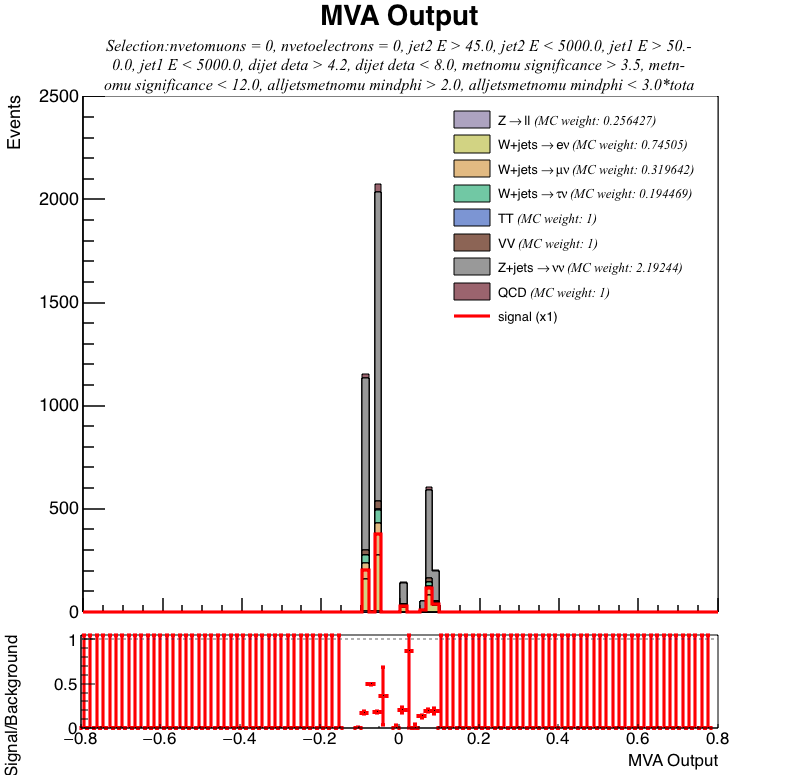 MVA Output
Selection:nvetomuons = 0, nvetoelectrons = 0, jet2 E > 45.0, jet2 E < 5000.0, jet1 E > 50.-
0.0, jet1 E < 5000.0, dijet deta > 4.2, dijet deta < 8.0, metnomu significance > 3.5, metn-
omu significance < 12.0, alljetsmetnomu mindphi > 2.0, alljetsmetnomu mindphi < 3.0*tota
Events
2500
2000
1500
1000
500
0
Z→ll (MC weight: 0.256427)
W+jets→eν (MC weight: 0.74505)
W+jets→μν (MC weight: 0.319642)
W+jets→τν (MC weight: 0.194469)
TT (MC weight: 1)
VV (MC weight: 1)
Z+jets→νν (MC weight: 2.19244)
QCD (MC weight: 1)
signal (x1)
Signal/Background
1
0.5
0
−0.8 −0.6 −0.4 −0.2 0 0.2 0.4 0.6 0.8
MVA Output